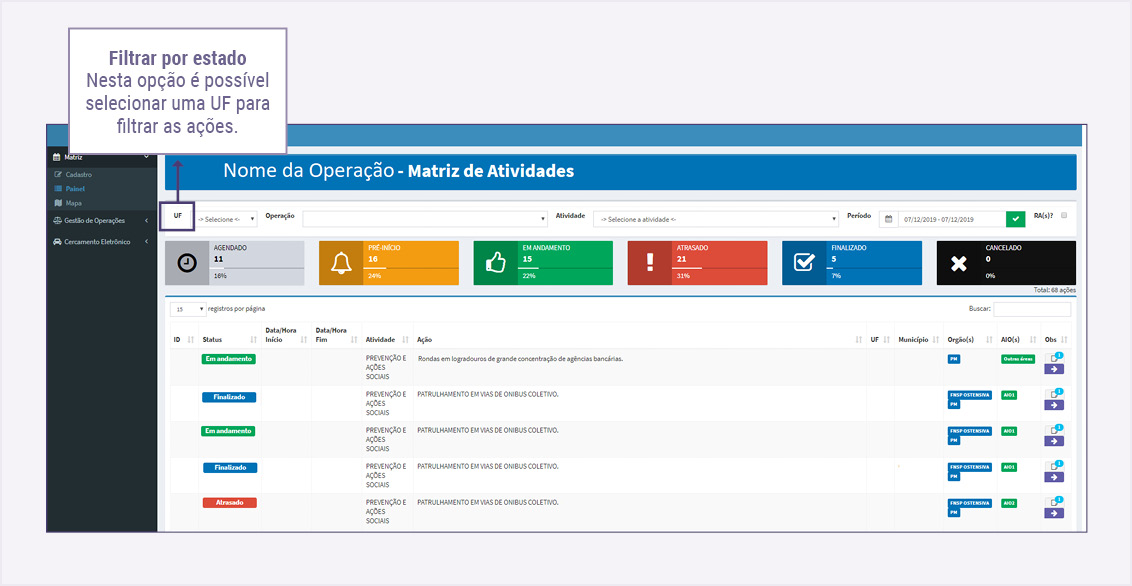 Filtrar por estado
Nesta opção é possível
selecionar uma UF para
filtrar as ações.
Matriz
Cadastro
Painel
Mapa
Gestão de Operações
Cercamento Eletrônico
Nome da Operação - Matriz de Atividades
UF -> Selecione <- Operação Atividade -> Selecione a atividade <- Período 07/12/2019 - 07/12/2019 RA(s)?
AGENDADO
11
16%
PRÉ-INÍCIO
16
24%
EM ANDAMENTO
15
22%
ATRASADO
21
31%
FINALIZADO
5
7%
CANCELADO
0
0%
Total: 68 ações
15 registros por página Buscar:
ID Status Data/Hora Início Data/Hora Fim Atividade Ação UF Município Orgão(s) AIO(s) Obs
Em andamento PREVENÇÃO E Rondas em logradouros de grande concentração de agências bancárias. PM Outras áreas 1
AÇÕES
SOCIAIS
Finalizado PREVENÇÃO E PATRULHAMENTO EM VIAS DE ONIBUS COLETIVO. FNSP OSTENSIVA AIO1 1
AÇÕES PM
SOCIAIS
Em andamento PREVENÇÃO E PATRULHAMENTO EM VIAS DE ONIBUS COLETIVO. FNSP OSTENSIVA AIO1 1
AÇÕES PM
SOCIAIS
Finalizado PREVENÇÃO E PATRULHAMENTO EM VIAS DE ONIBUS COLETIVO. FNSP OSTENSIVA AIO1 1
AÇÕES PM
SOCIAIS
Atrasado PREVENÇÃO E PATRULHAMENTO EM VIAS DE ONIBUS COLETIVO. FNSP OSTENSIVA AIO2 1
AÇÕES PM
SOCIAIS